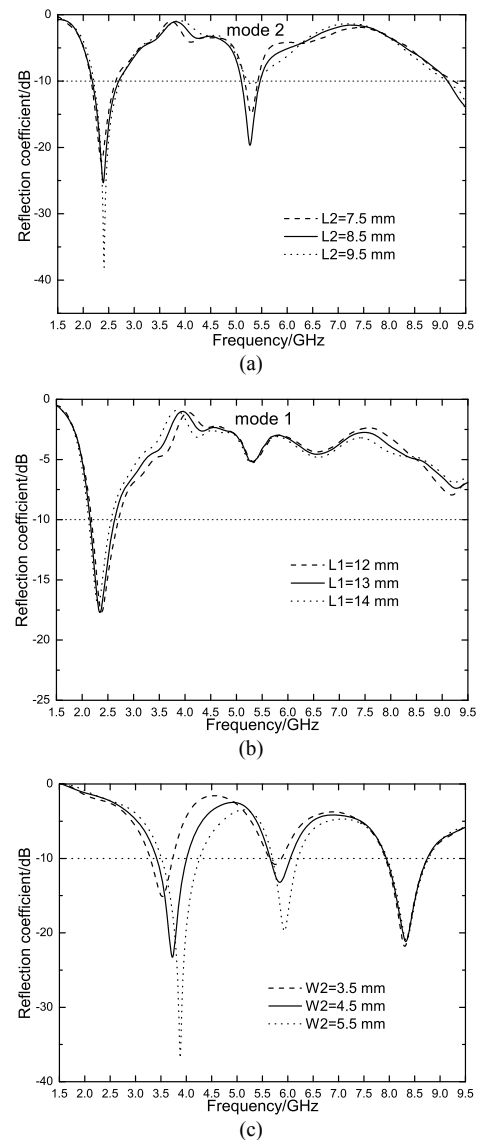 mode 2
0
-10
-20
-30
-40
Reflection coefficient/dB
L2=7.5 mm
L2=8.5 mm
L2=9.5 mm
1.5 2.0 2.5 3.0 3.5 4.0 4.5 5.0 5.5 6.0 6.5 7.0 7.5 8.0 8.5 9.0 9.5
Frequency/GHz
(a)
mode 1
0
-5
-10
-15
-20
-25
Reflection coefficient/dB
L1=12 mm
L1=13 mm
L1=14 mm
1.5 2.0 2.5 3.0 3.5 4.0 4.5 5.0 5.5 6.0 6.5 7.0 7.5 8.0 8.5 9.0 9.5
Frequency/GHz
(b)
0
-10
-20
-30
-40
Reflection coefficient/dB
W2=3.5 mm
W2=4.5 mm
W2=5.5 mm
1.5 2.0 2.5 3.0 3.5 4.0 4.5 5.0 5.5 6.0 6.5 7.0 7.5 8.0 8.5 9.0 9.5
Frequency/GHz
(c)